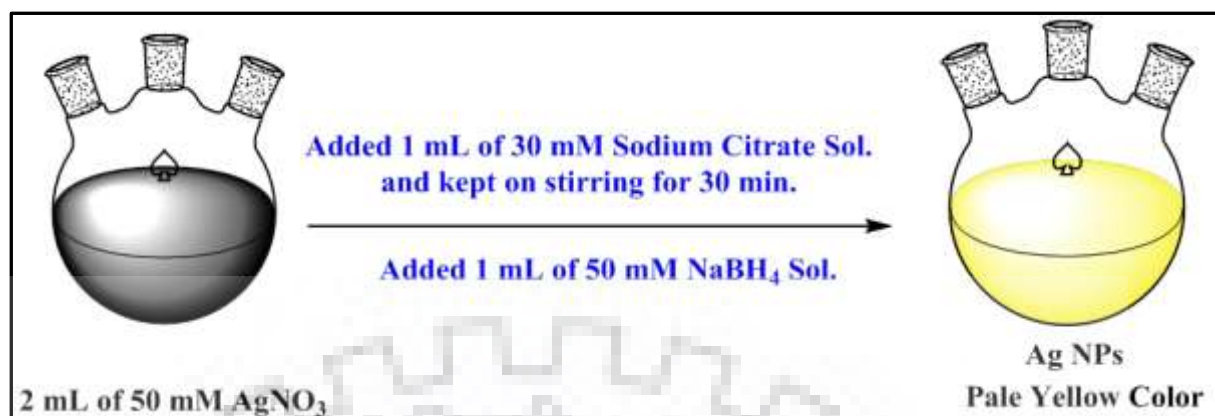 Added 1 mL of 30 mM Sodium Citrate Sol.
and kept on stirring for 30 min.
Added 1 mL of 50 mM NaBH₄ Sol.
2 mL of 50 mM AgNO₃
Ag NPs
Pale Yellow Color